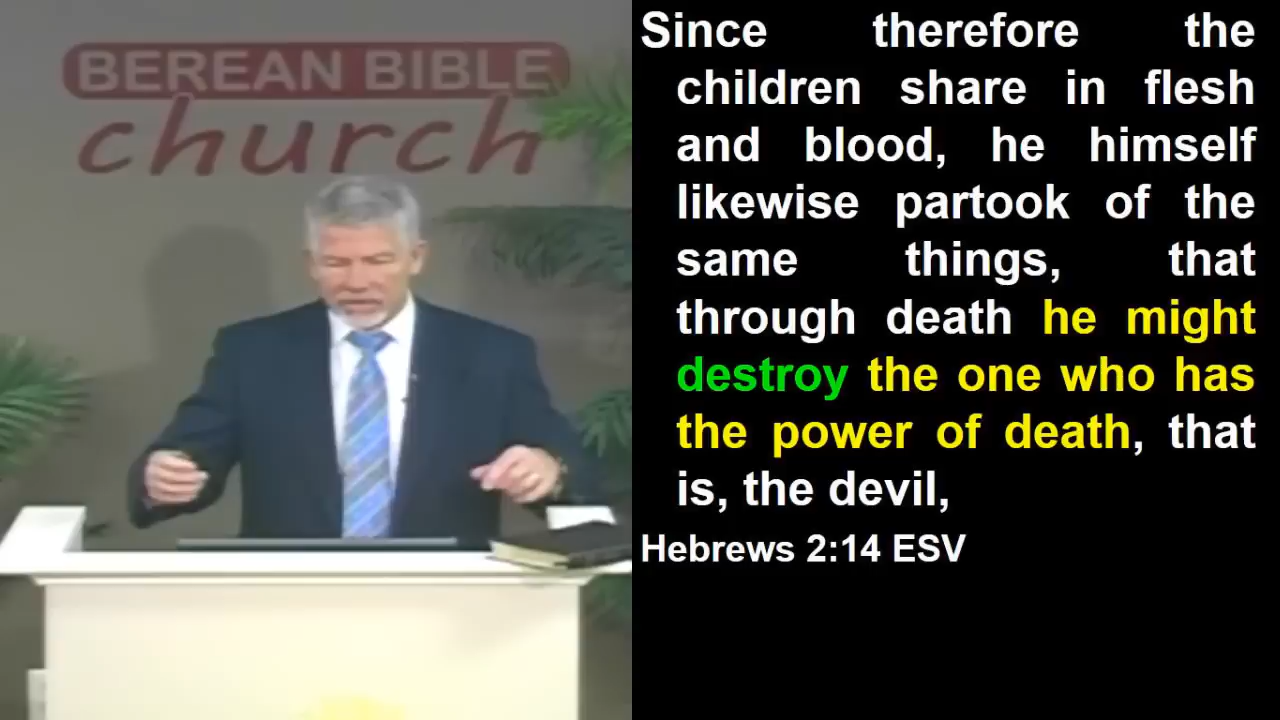 BEREAN BIBLE
church
Since therefore the
children share in flesh
and blood, he himself
likewise partook of the
same things, that
through death he might
destroy the one who has
the power of death, that
is, the devil,
Hebrews 2:14 ESV